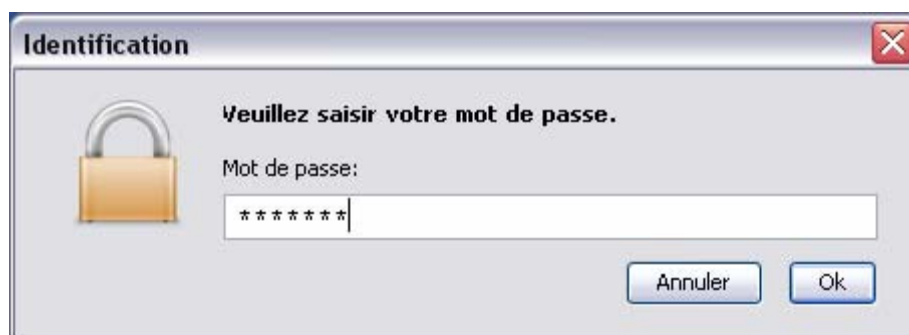 Identification
Veuillez saisir votre mot de passe.
Mot de passe:
*******
Annuler
Ok